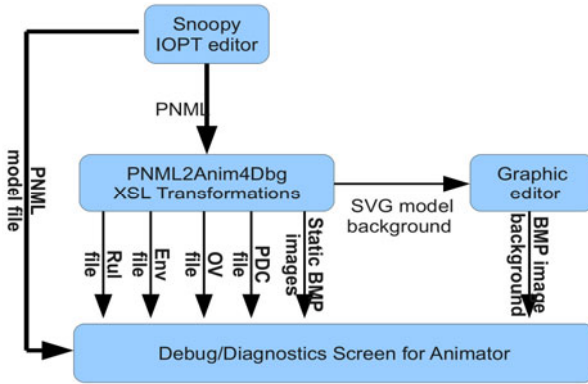 Snoopy
IOPT editor
PNML
PNML
model file
PNML2Anim4Dbg
XSL Transformations
SVG model
background
Graphic
editor
Rul
file
Env
file
OV
file
PDC
file
Static BMP
images
BMP image
background
Debug/Diagnostics Screen for Animator